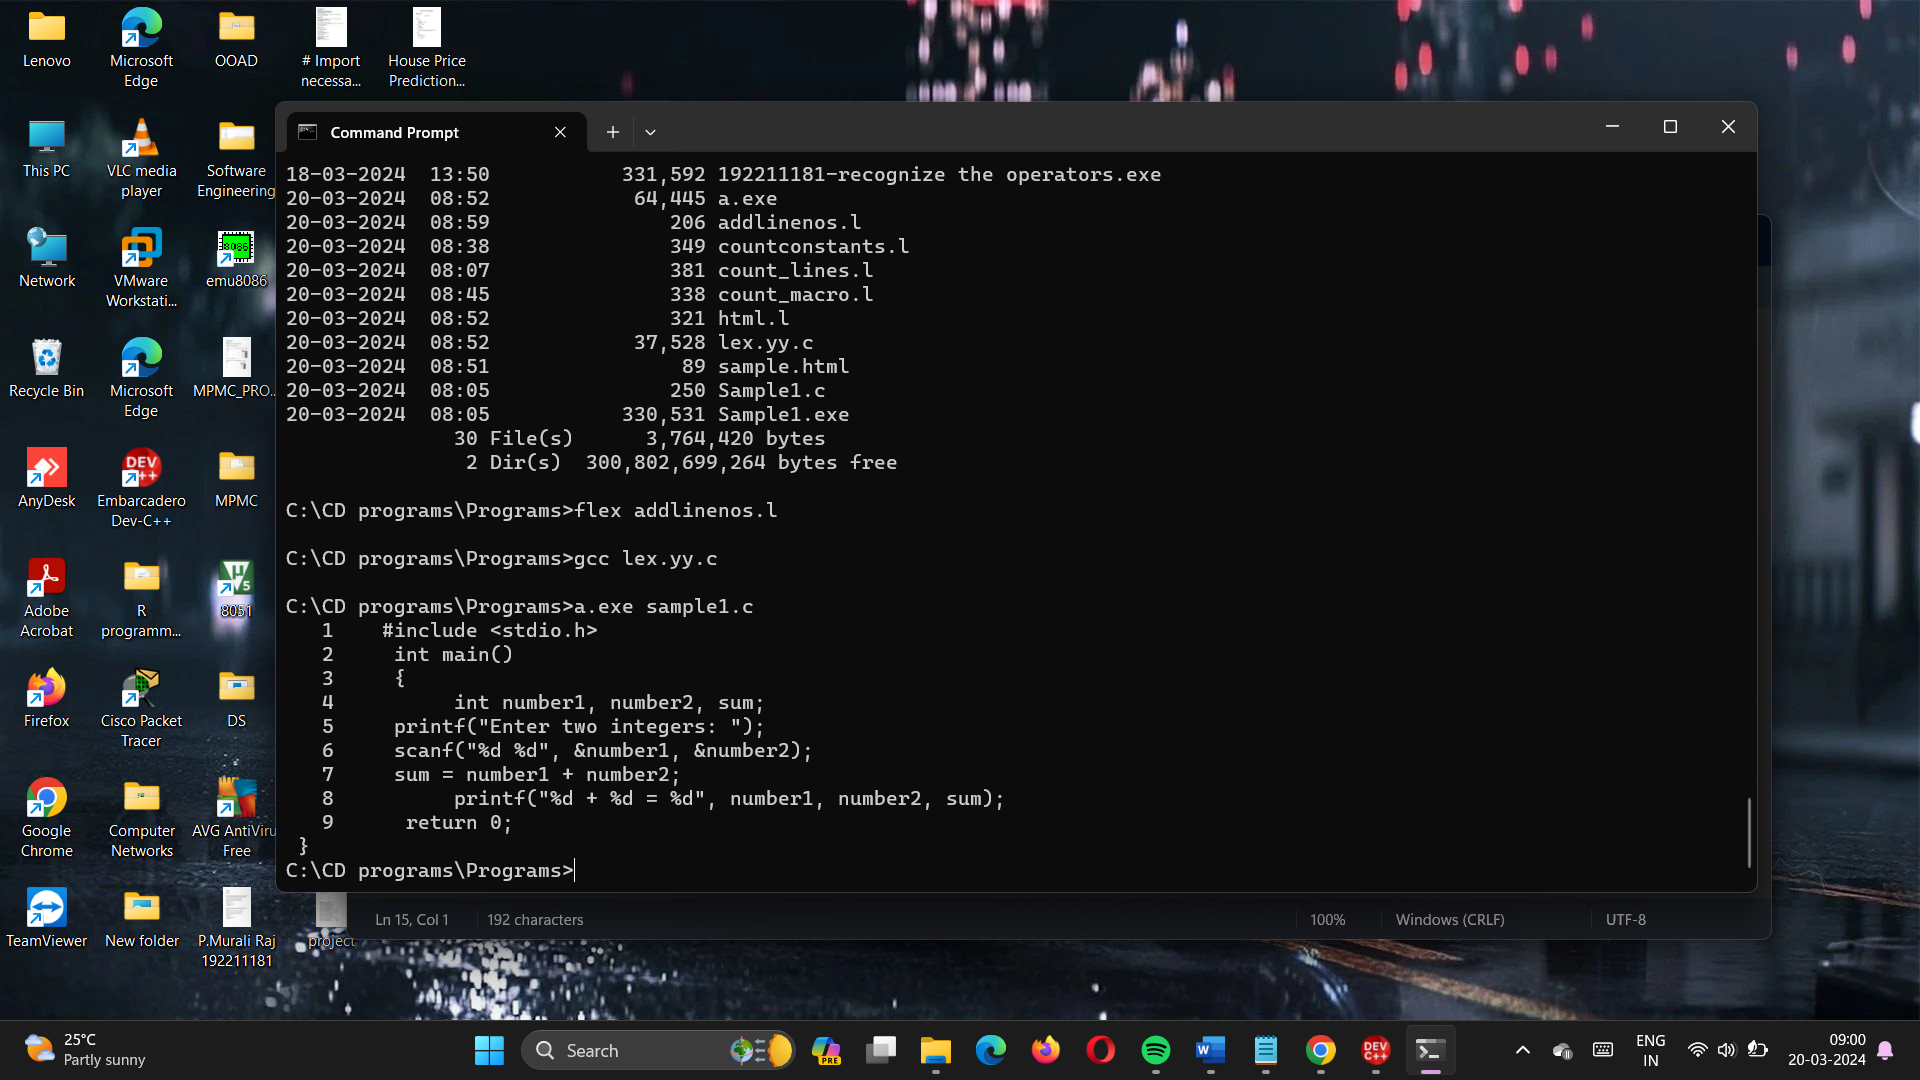 Lenovo
Microsoft Edge
OOAD
# Import necessa...
House Price Prediction...
This PC
VLC media player
Software Engineering
Network
VMware Workstati...
emu8086
8086
Recycle Bin
Microsoft Edge
MPMC_PRO...
AnyDesk
DEV C++
Embarcadero Dev-C++
MPMC
Adobe Acrobat
R programm...
8051
Firefox
Cisco Packet Tracer
DS
Google Chrome
Computer Networks
AVG AntiViru Free
TeamViewer
New folder
P.Murali Raj 192211181
project
Command Prompt
18-03-2024  13:50           331,592 192211181-recognize the operators.exe
20-03-2024  08:52            64,445 a.exe
20-03-2024  08:59               206 addlinenos.l
20-03-2024  08:38               349 countconstants.l
20-03-2024  08:07               381 count_lines.l
20-03-2024  08:45               338 count_macro.l
20-03-2024  08:52               321 html.l
20-03-2024  08:52            37,528 lex.yy.c
20-03-2024  08:51                89 sample.html
20-03-2024  08:05               250 Sample1.c
20-03-2024  08:05           330,531 Sample1.exe
30 File(s)      3,764,420 bytes
2 Dir(s)  300,802,699,264 bytes free
C:\CD programs\Programs>flex addlinenos.l
C:\CD programs\Programs>gcc lex.yy.c
C:\CD programs\Programs>a.exe sample1.c
1    #include <stdio.h>
2     int main()
3     {
4          int number1, number2, sum;
5     printf("Enter two integers: ");
6     scanf("%d %d", &number1, &number2);
7     sum = number1 + number2;
8          printf("%d + %d = %d", number1, number2, sum);
9      return 0;
}
C:\CD programs\Programs>
Ln 15, Col 1
192 characters
100%
Windows (CRLF)
UTF-8
25°C
Partly sunny
Search
PRE
DEV C++
ENG
IN
09:00
20-03-2024